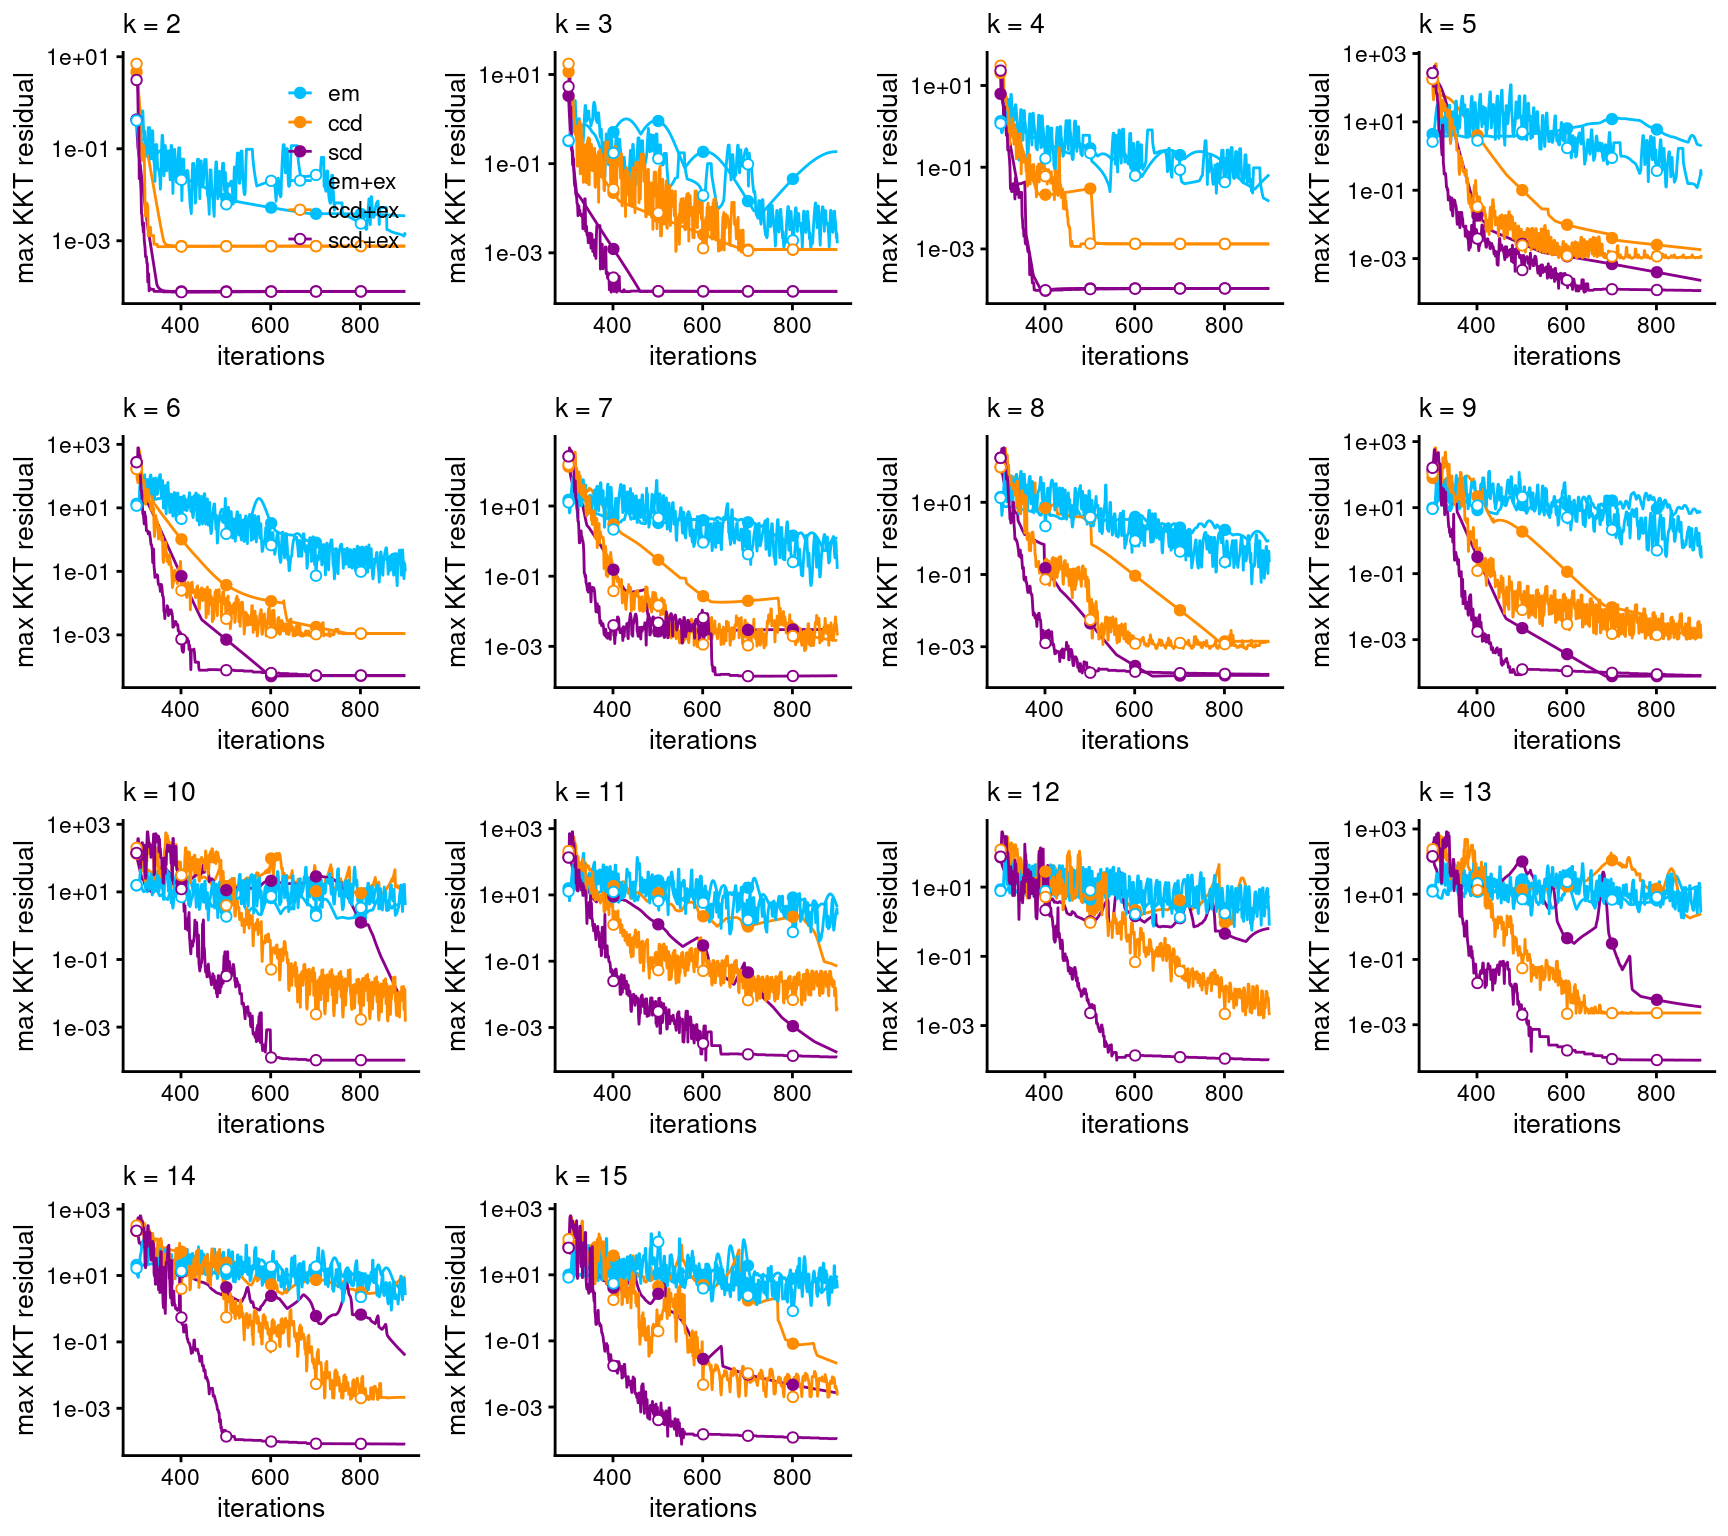 k = 2
max KKT residual
1e+01
1e-01
1e-03
em
ccd
scd
em+ex
ccd+ex
scd+ex
400 600 800
iterations
k = 3
max KKT residual
1e+01
1e-01
1e-03
400 600 800
iterations
k = 4
max KKT residual
1e+01
1e-01
1e-03
400 600 800
iterations
k = 5
max KKT residual
1e+03
1e+01
1e-01
1e-03
400 600 800
iterations
k = 6
max KKT residual
1e+03
1e+01
1e-01
1e-03
400 600 800
iterations
k = 7
max KKT residual
1e+01
1e-01
1e-03
400 600 800
iterations
k = 8
max KKT residual
1e+01
1e-01
1e-03
400 600 800
iterations
k = 9
max KKT residual
1e+03
1e+01
1e-01
1e-03
400 600 800
iterations
k = 10
max KKT residual
1e+03
1e+01
1e-01
1e-03
400 600 800
iterations
k = 11
max KKT residual
1e+03
1e+01
1e-01
1e-03
400 600 800
iterations
k = 12
max KKT residual
1e+01
1e-01
1e-03
400 600 800
iterations
k = 13
max KKT residual
1e+03
1e+01
1e-01
1e-03
400 600 800
iterations
k = 14
max KKT residual
1e+03
1e+01
1e-01
1e-03
400 600 800
iterations
k = 15
max KKT residual
1e+03
1e+01
1e-01
1e-03
400 600 800
iterations